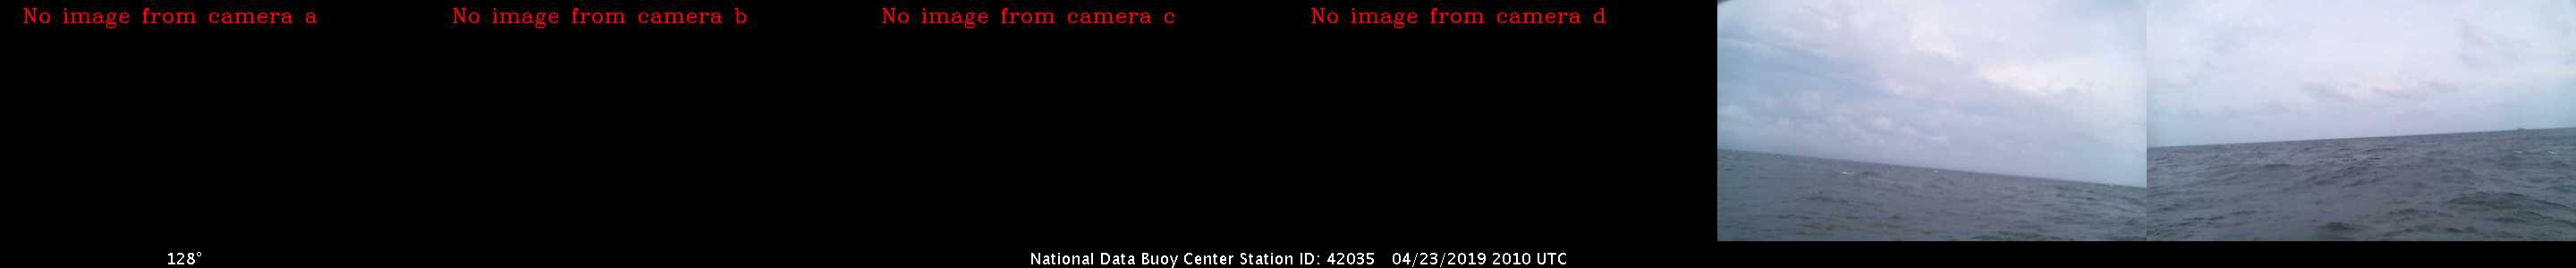 No image from camera a
No image from camera b
No image from camera c
No image from camera d
128°
National Data Buoy Center Station ID: 42035 04/23/2019 2010 UTC